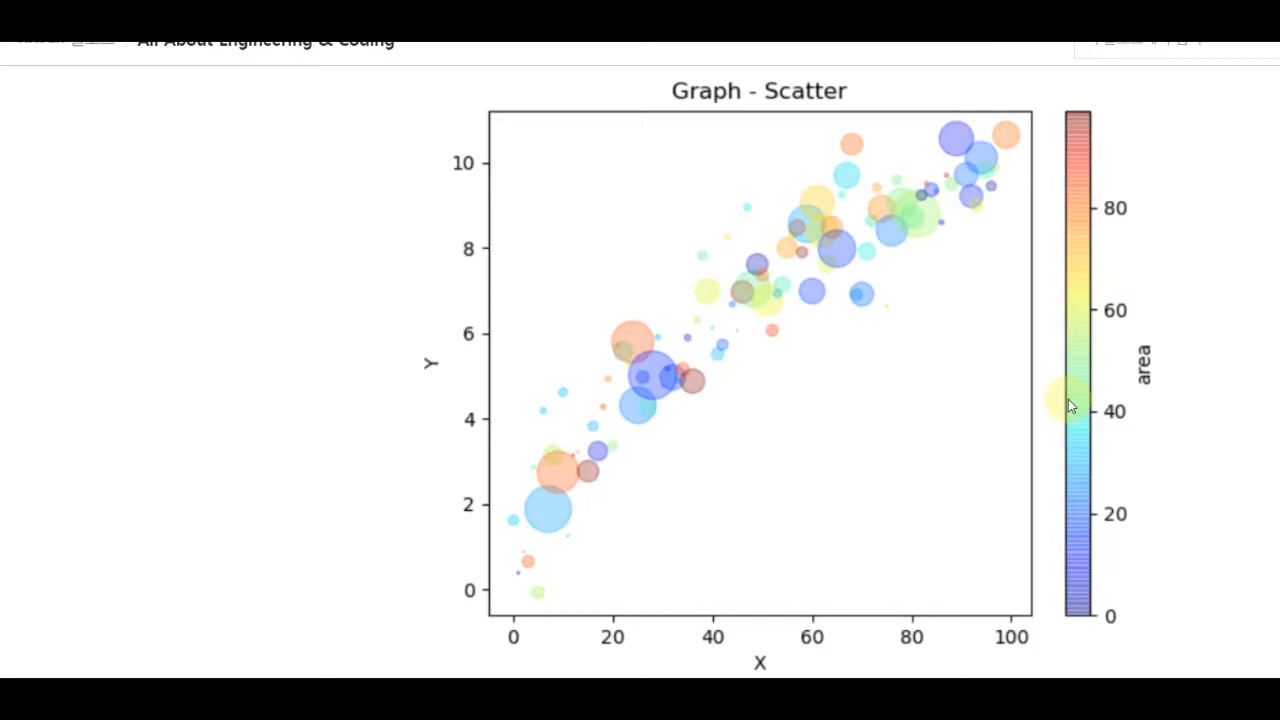 All About Engineering & Coding
Graph - Scatter
10
8
6
4
2
0
Y
0 20 40 60 80 100
X
80
60
40
20
0
area